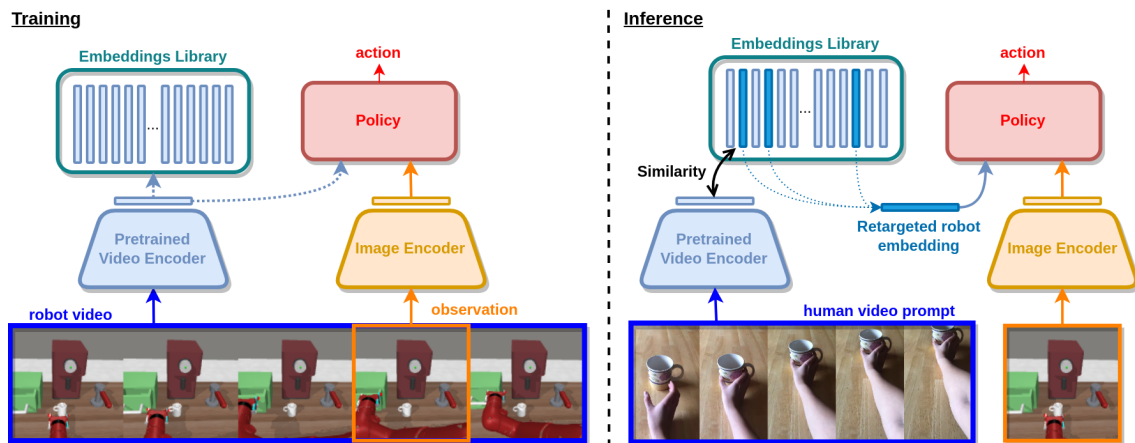 Training
Embeddings Library
...
action
Policy
Pretrained
Video Encoder
Image Encoder
robot video
observation
Inference
Embeddings Library
...
action
Policy
Similarity
Retargeted robot
embedding
Pretrained
Video Encoder
Image Encoder
human video prompt